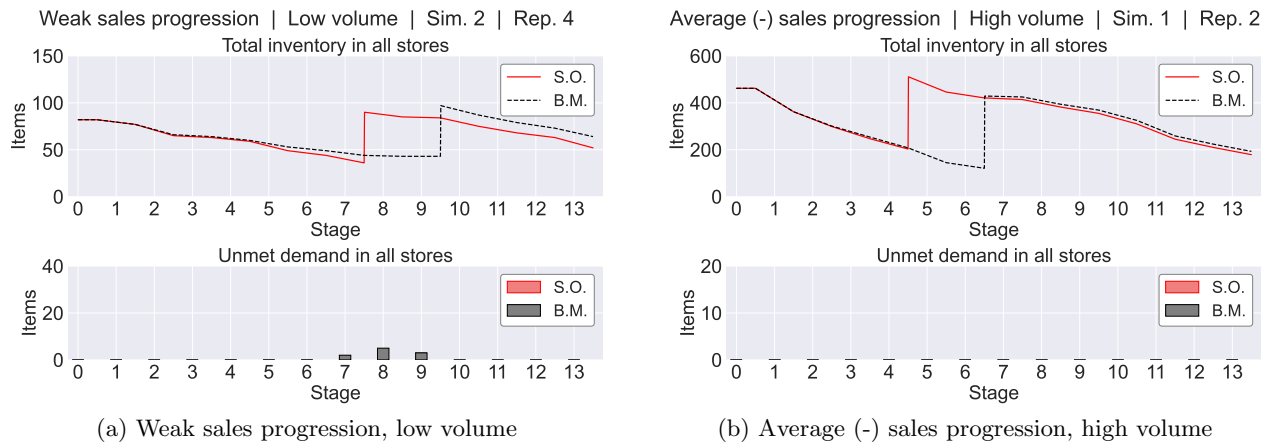 Weak sales progression | Low volume | Sim. 2 | Rep. 4
Total inventory in all stores
150
100
50
0
Items
S.O.
B.M.
0 1 2 3 4 5 6 7 8 9 10 11 12 13
Stage
Unmet demand in all stores
40
20
0
Items
S.O.
B.M.
0 1 2 3 4 5 6 7 8 9 10 11 12 13
Stage
(a) Weak sales progression, low volume
Average (-) sales progression | High volume | Sim. 1 | Rep. 2
Total inventory in all stores
600
400
200
0
Items
S.O.
B.M.
0 1 2 3 4 5 6 7 8 9 10 11 12 13
Stage
Unmet demand in all stores
20
10
0
Items
S.O.
B.M.
0 1 2 3 4 5 6 7 8 9 10 11 12 13
Stage
(b) Average (-) sales progression, high volume